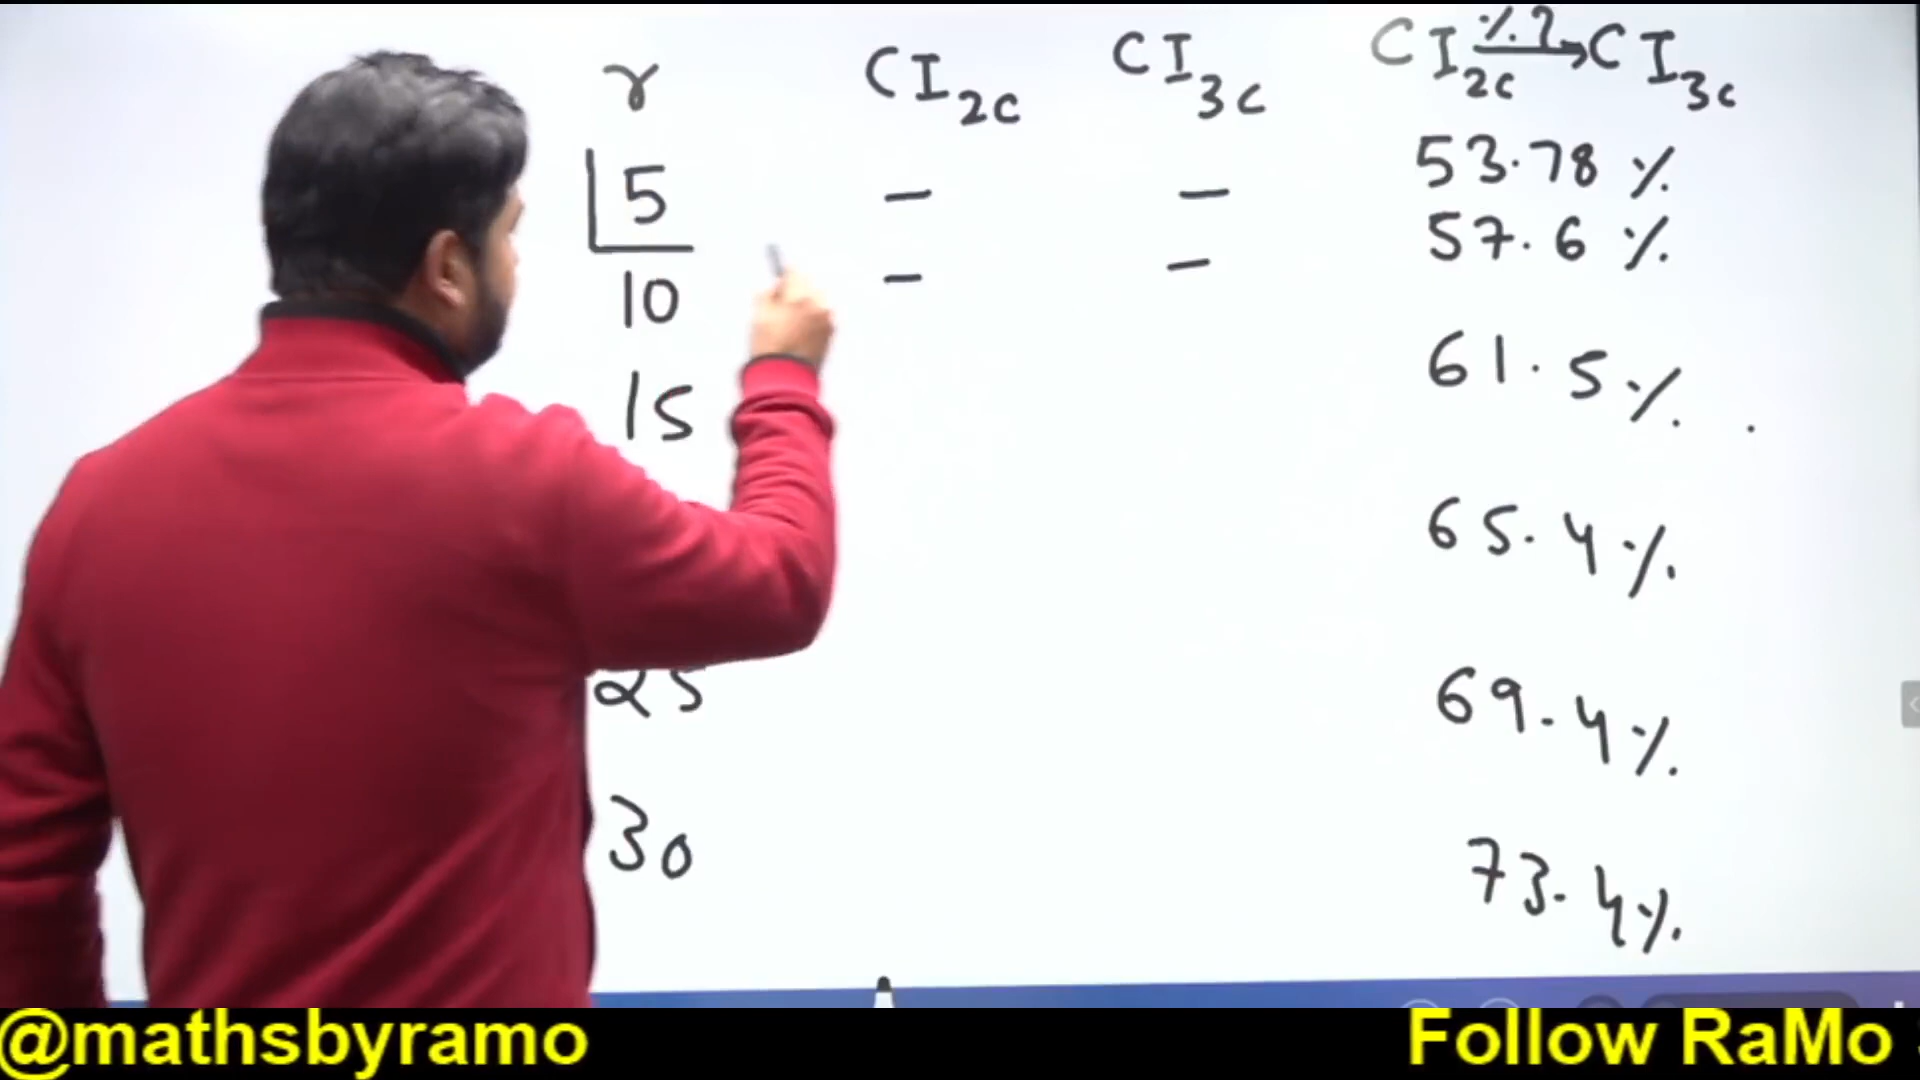 r CI2c CI3c CI2c %? → CI3c
5 – – 53.78 %
10 – – 57.6 %
15 61.5 %
65.4 %
25 69.4 %
30 73.4 %
@mathsbyramo Follow RaMo